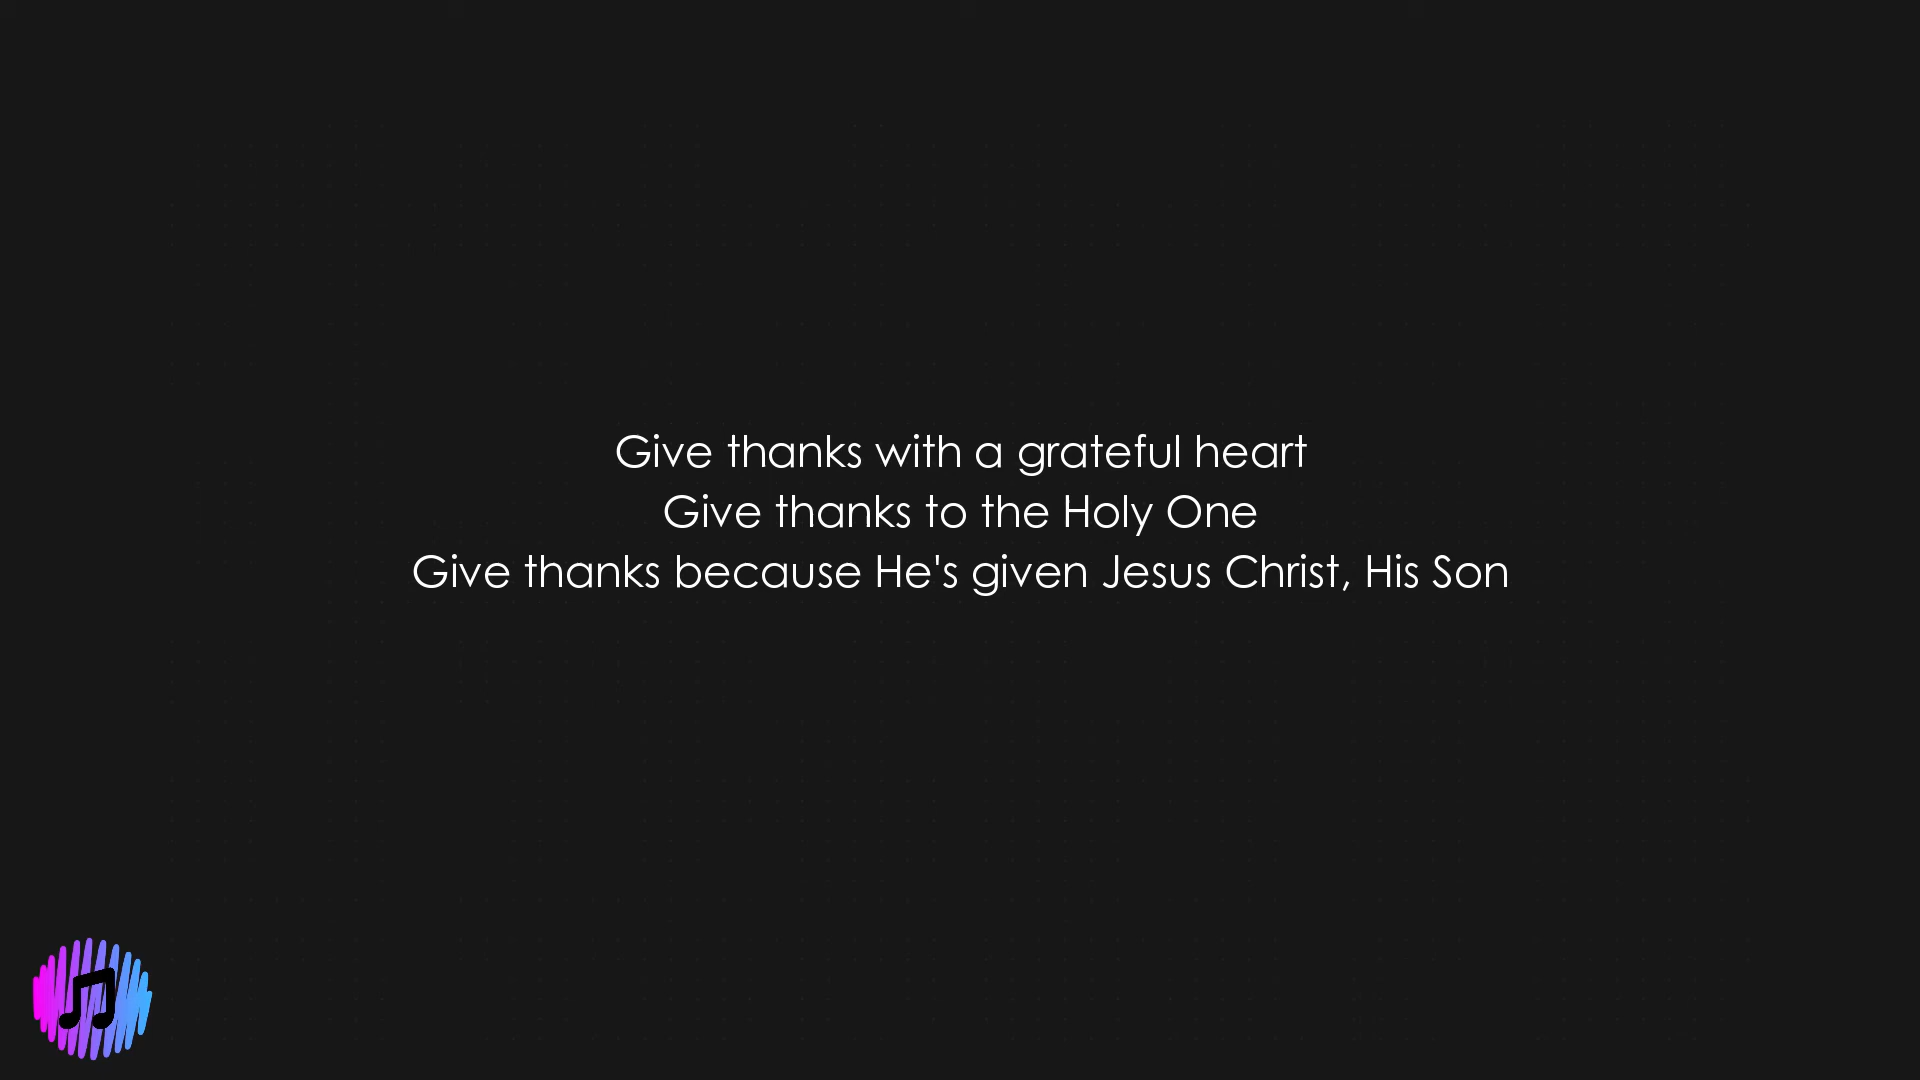 Give thanks with a grateful heart
Give thanks to the Holy One
Give thanks because He's given Jesus Christ, His Son